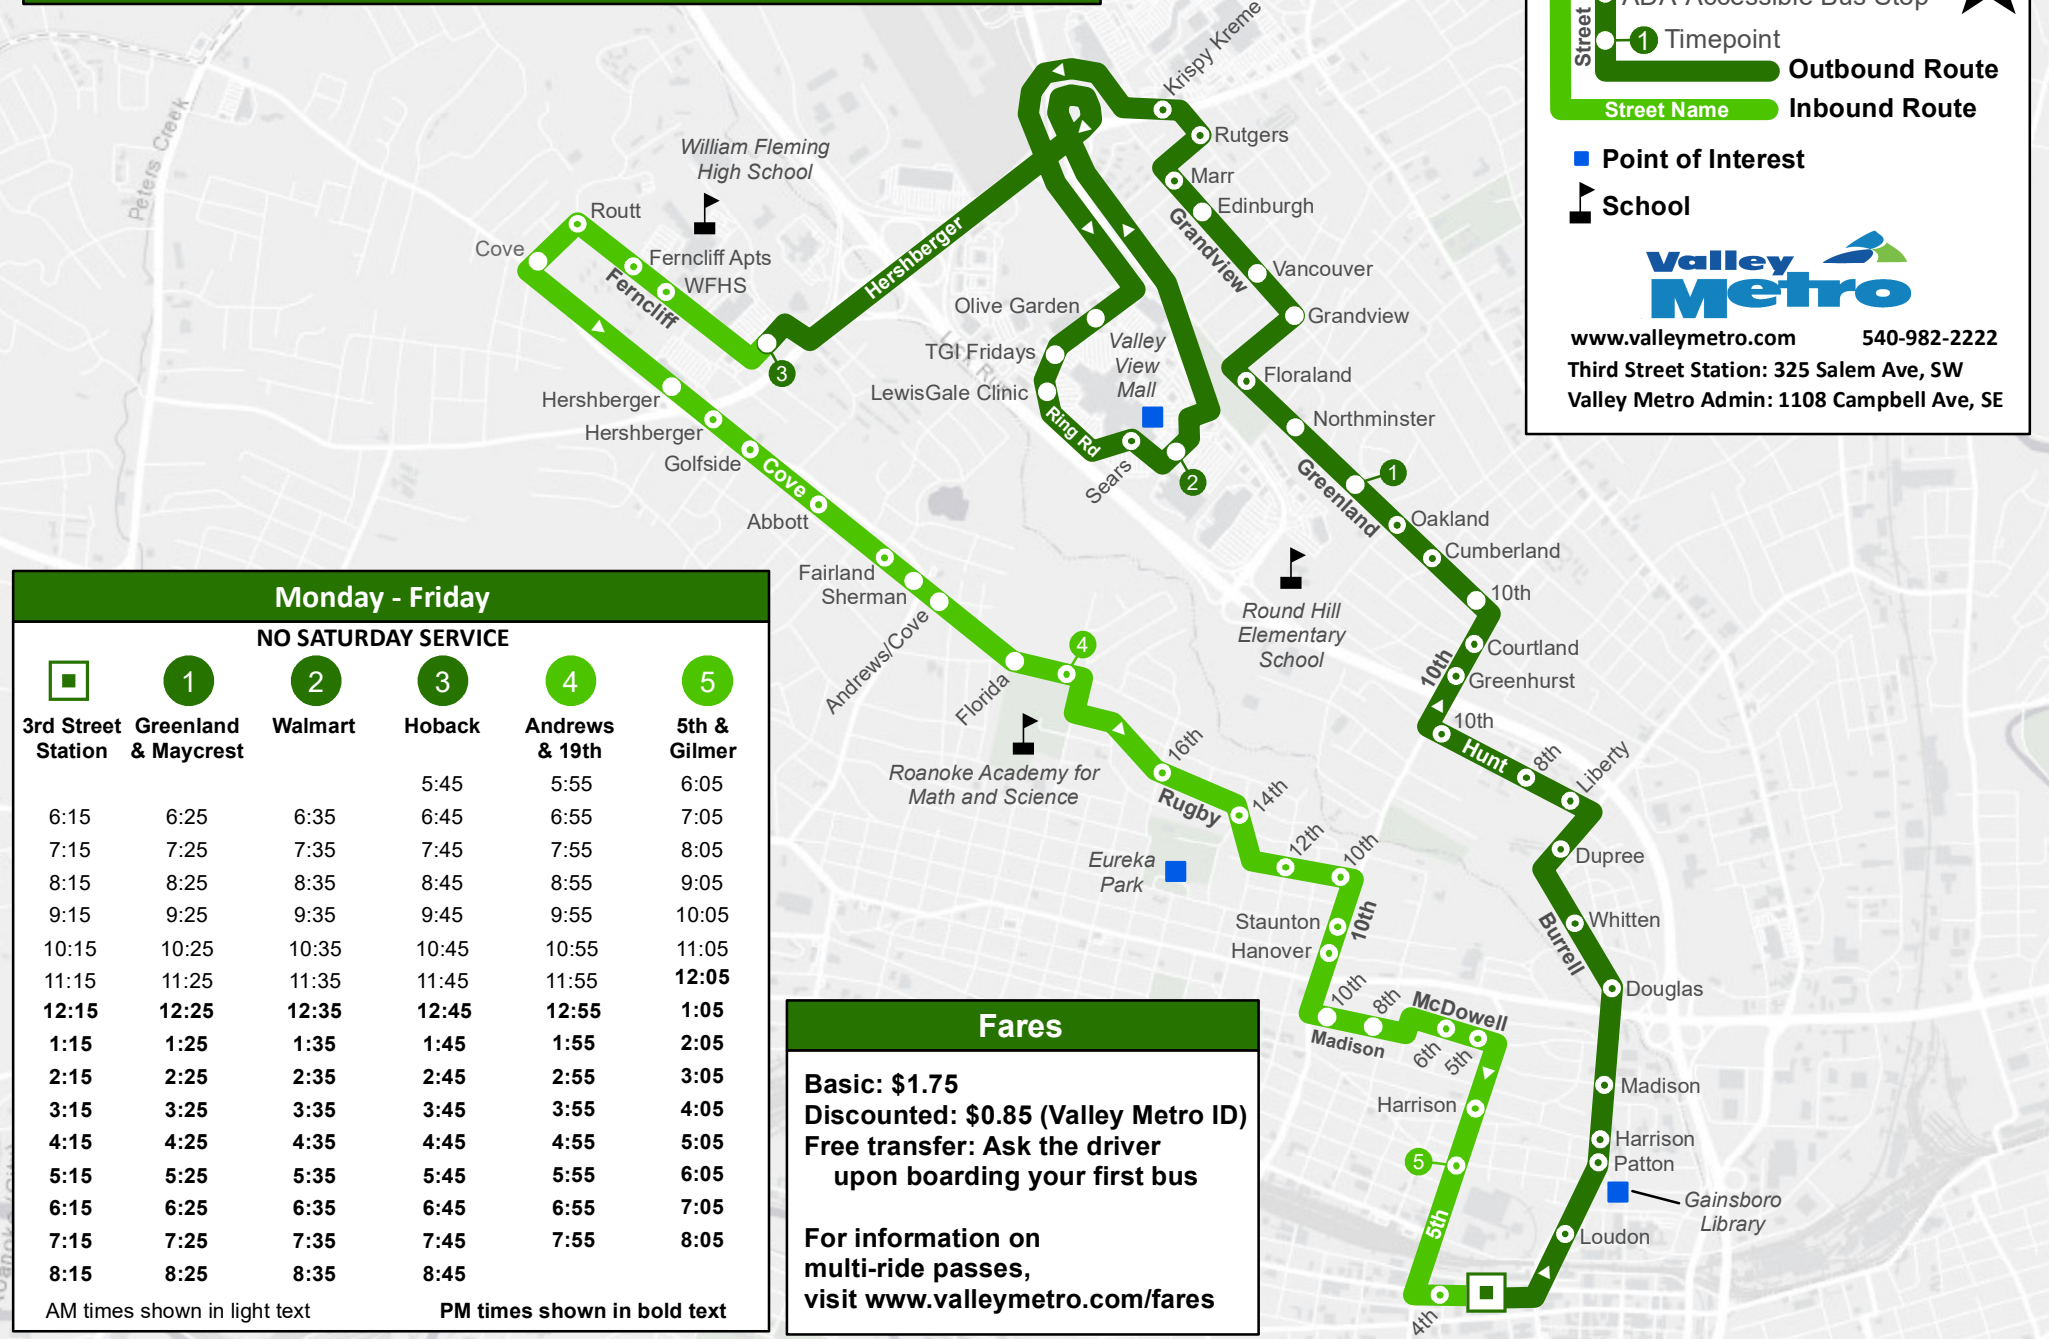 ADA Accessible Bus Stop
Street
1 Timepoint
Outbound Route
Street Name Inbound Route
Point of Interest
School
Valley
Metro
www.valleymetro.com 540-982-2222
Third Street Station: 325 Salem Ave, SW
Valley Metro Admin: 1108 Campbell Ave, SE
Peters Creek
William Fleming
High School
Krispy Kreme
Rutgers
Marr
Edinburgh
Grandview
Vancouver
Grandview
Floraland
Northminster
1
Greenland
Oakland
Cumberland
10th
Courtland
10th
Greenhurst
10th
Hunt
8th
Liberty
Dupree
Burrell
Whitten
Douglas
Madison
Harrison
Patton
Gainsboro
Library
Loudon
Routt
Cove
Ferncliff Apts
WFHS
Ferncliff
3
Hershberger
Olive Garden
TGI Fridays
LewisGale Clinic
Valley
View
Mall
Ring Rd
Sears
2
Lick Run
Hershberger
Hershberger
Golfside
Cove
Abbott
Fairland
Sherman
Andrews/Cove
Florida
4
Round Hill
Elementary
School
Roanoke Academy for
Math and Science
16th
Rugby
14th
12th
10th
Eureka
Park
Staunton
10th
Hanover
10th
8th
McDowell
Madison
6th
5th
Harrison
5
5th
4th
Monday - Friday
NO SATURDAY SERVICE
1 2 3 4 5
3rd Street Greenland Walmart Hoback Andrews 5th &
Station & Maycrest & 19th Gilmer
5:45 5:55 6:05
6:15 6:25 6:35 6:45 6:55 7:05
7:15 7:25 7:35 7:45 7:55 8:05
8:15 8:25 8:35 8:45 8:55 9:05
9:15 9:25 9:35 9:45 9:55 10:05
10:15 10:25 10:35 10:45 10:55 11:05
11:15 11:25 11:35 11:45 11:55 12:05
12:15 12:25 12:35 12:45 12:55 1:05
1:15 1:25 1:35 1:45 1:55 2:05
2:15 2:25 2:35 2:45 2:55 3:05
3:15 3:25 3:35 3:45 3:55 4:05
4:15 4:25 4:35 4:45 4:55 5:05
5:15 5:25 5:35 5:45 5:55 6:05
6:15 6:25 6:35 6:45 6:55 7:05
7:15 7:25 7:35 7:45 7:55 8:05
8:15 8:25 8:35 8:45
AM times shown in light text PM times shown in bold text
Fares
Basic: $1.75
Discounted: $0.85 (Valley Metro ID)
Free transfer: Ask the driver
upon boarding your first bus
For information on
multi-ride passes,
visit www.valleymetro.com/fares